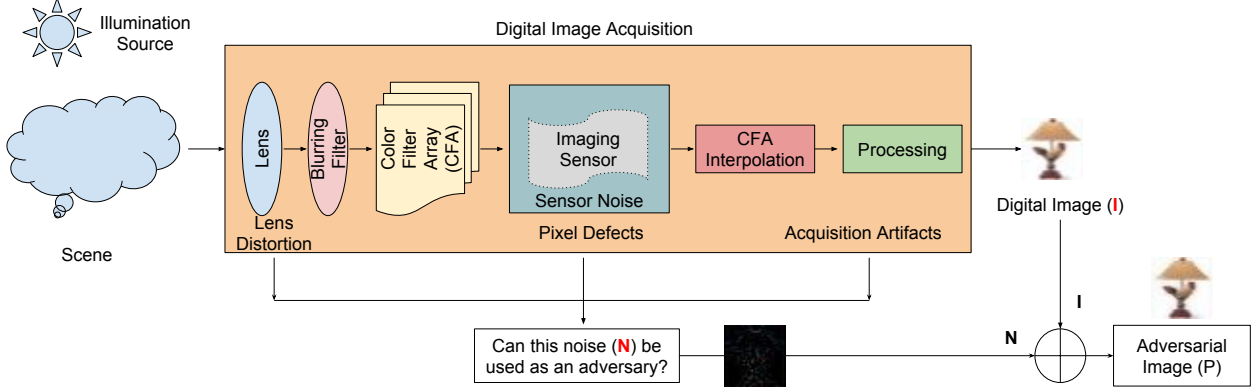 Illumination
Source
Digital Image Acquisition
Lens
Blurring
Filter
Color
Filter
Array
(CFA)
Imaging
Sensor
Sensor Noise
CFA
Interpolation
Processing
Lens
Distortion
Pixel Defects
Acquisition Artifacts
Scene
Digital Image (I)
I
N
Can this noise (N) be
used as an adversary?
Adversarial
Image (P)